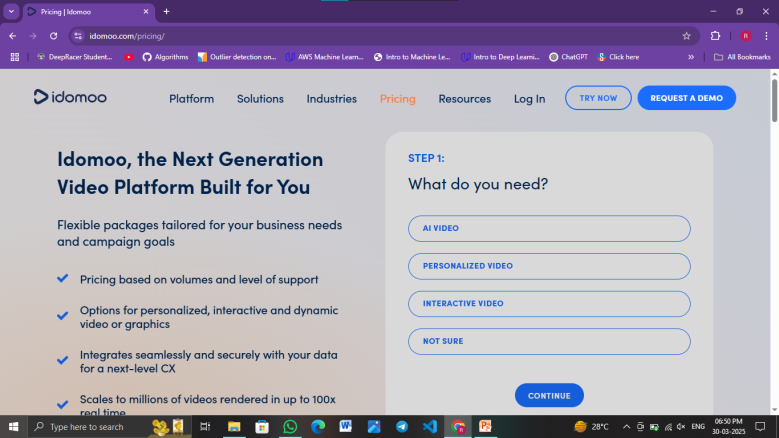 Pricing | Idomoo
idomoo.com/pricing/
R
DeepRacer Student...
Algorithms
Outlier detection on...
AWS Machine Learn...
Intro to Machine Le...
Intro to Deep Learni...
ChatGPT
Click here
»
All Bookmarks
idomoo
Platform
Solutions
Industries
Pricing
Resources
Log In
TRY NOW
REQUEST A DEMO
Idomoo, the Next Generation
Video Platform Built for You
Flexible packages tailored for your business needs
and campaign goals
Pricing based on volumes and level of support
Options for personalized, interactive and dynamic
video or graphics
Integrates seamlessly and securely with your data
for a next-level CX
Scales to millions of videos rendered in up to 100x
real time
STEP 1:
What do you need?
AI VIDEO
PERSONALIZED VIDEO
INTERACTIVE VIDEO
NOT SURE
CONTINUE
Type here to search
28°C
ENG
06:50 PM
30-03-2025